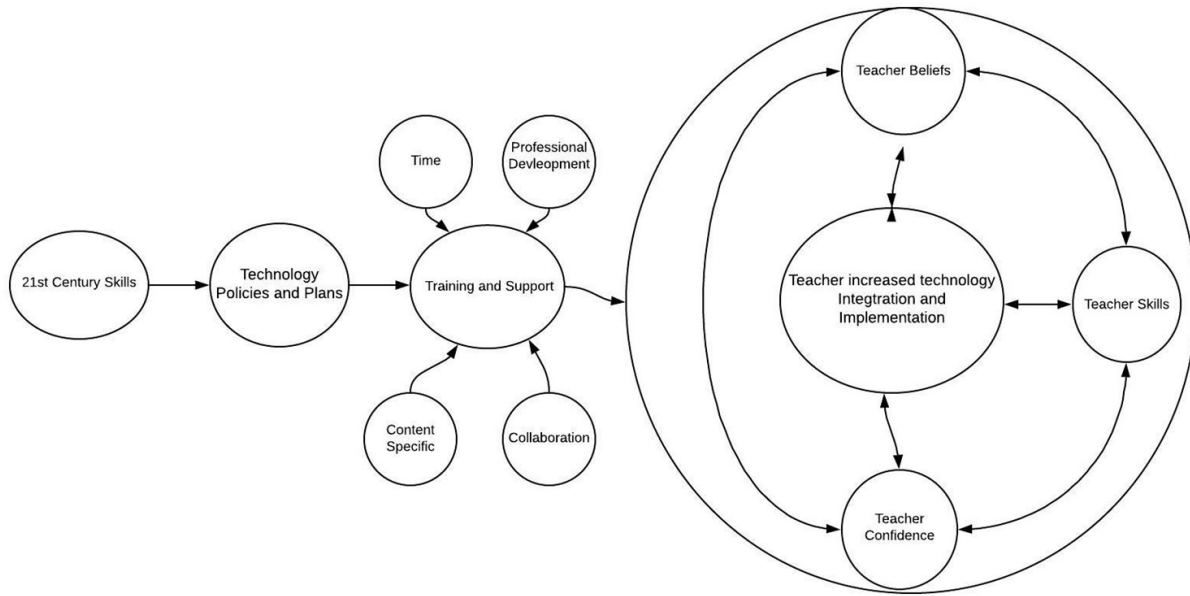 Teacher Beliefs
Time
Professional
Devleopment
21st Century Skills
Technology
Policies and Plans
Training and Support
Teacher increased technology
Integtration and
Implementation
Teacher Skills
Content
Specific
Collaboration
Teacher
Confidence